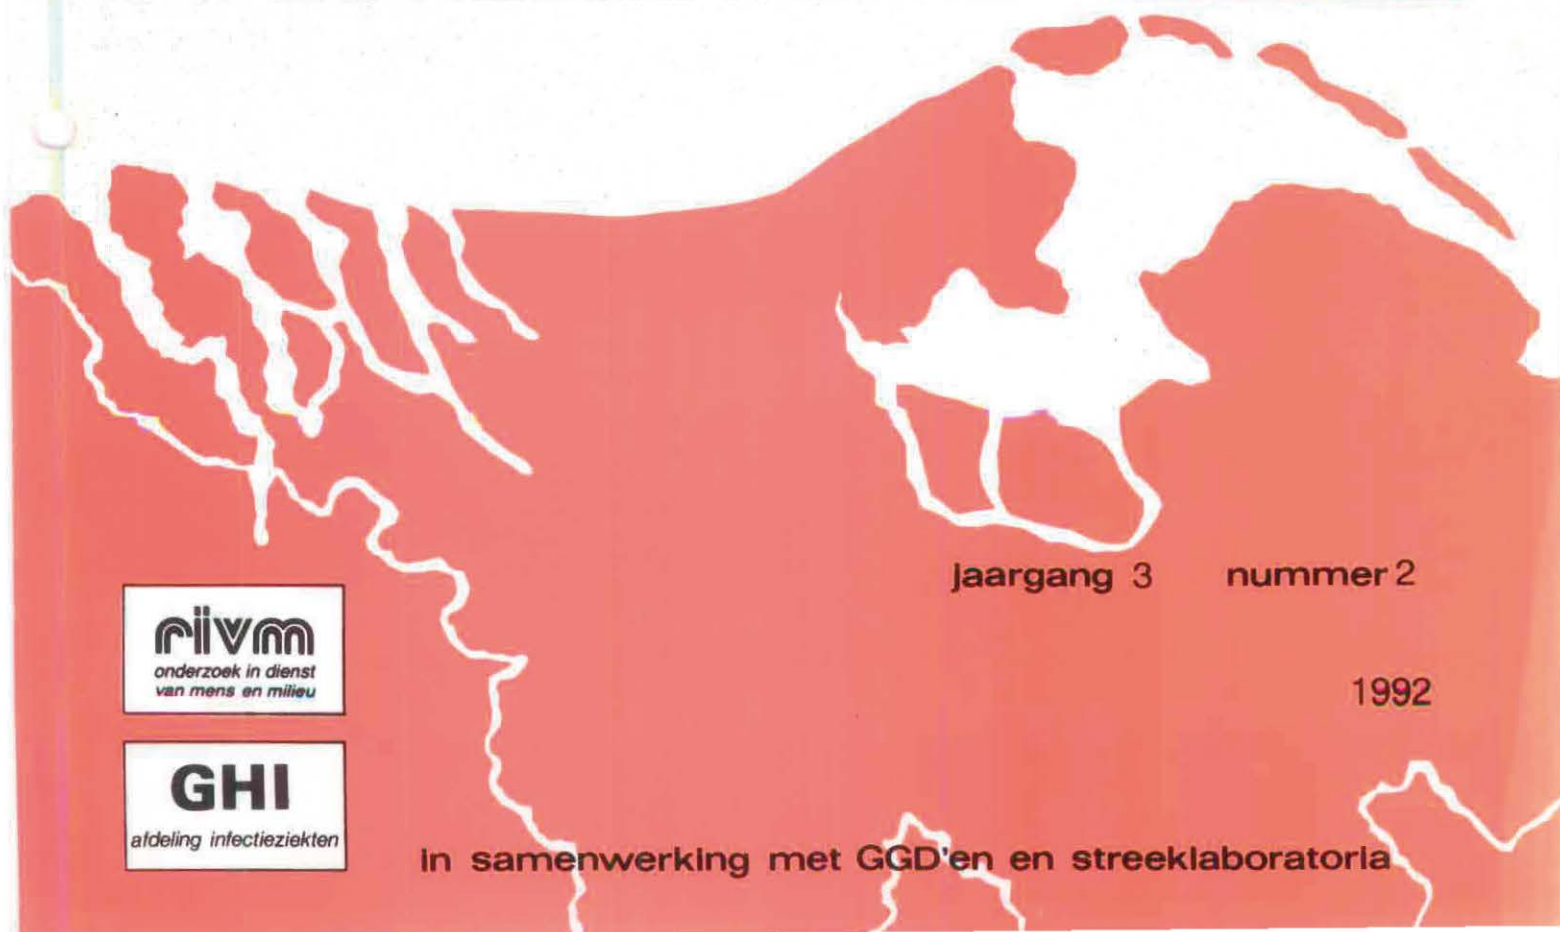 jaargang 3 nummer 2
1992
riivm
onderzoek in dienst
van mens en milieu
GHI
afdeling infectieziekten
in samenwerking met GGD'en en streeklaboratoria